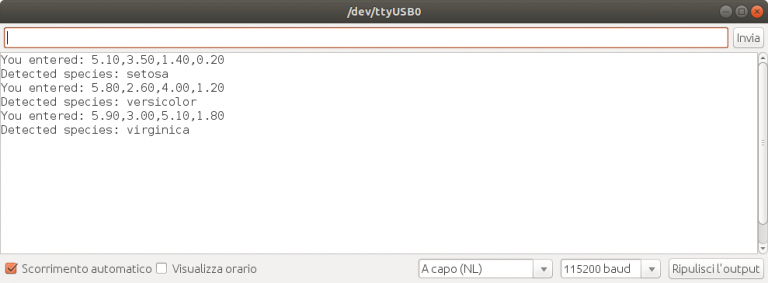 /dev/ttyUSB0
Invia
You entered: 5.10,3.50,1.40,0.20
Detected species: setosa
You entered: 5.80,2.60,4.00,1.20
Detected species: versicolor
You entered: 5.90,3.00,5.10,1.80
Detected species: virginica
Scorrimento automatico Visualizza orario A capo (NL) 115200 baud Ripulisci l'output